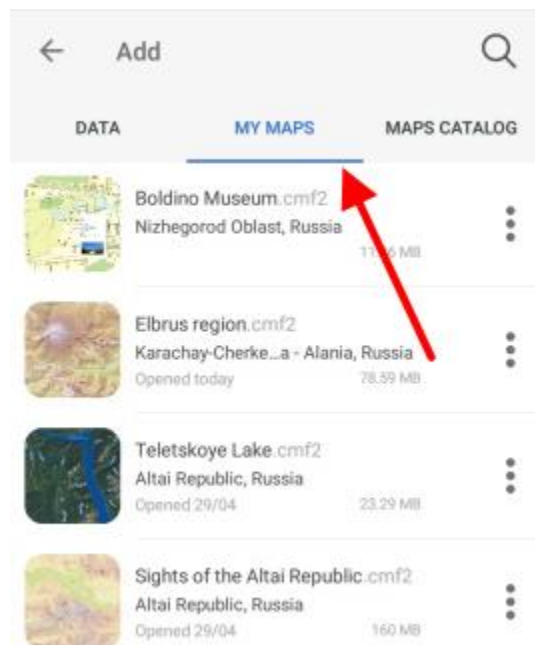 Add
DATA MY MAPS MAPS CATALOG
Boldino Museum.cmf2
Nizhegorod Oblast, Russia
MB
Elbrus region.cmf2
Karachay-Cherke...a - Alania, Russia
Opened today 78.59 MB
Teletskoye Lake.cmf2
Altai Republic, Russia
Opened 29/04 23.29 MB
Sights of the Altai Republic.cmf2
Altai Republic, Russia
Opened 29/04 160 MB